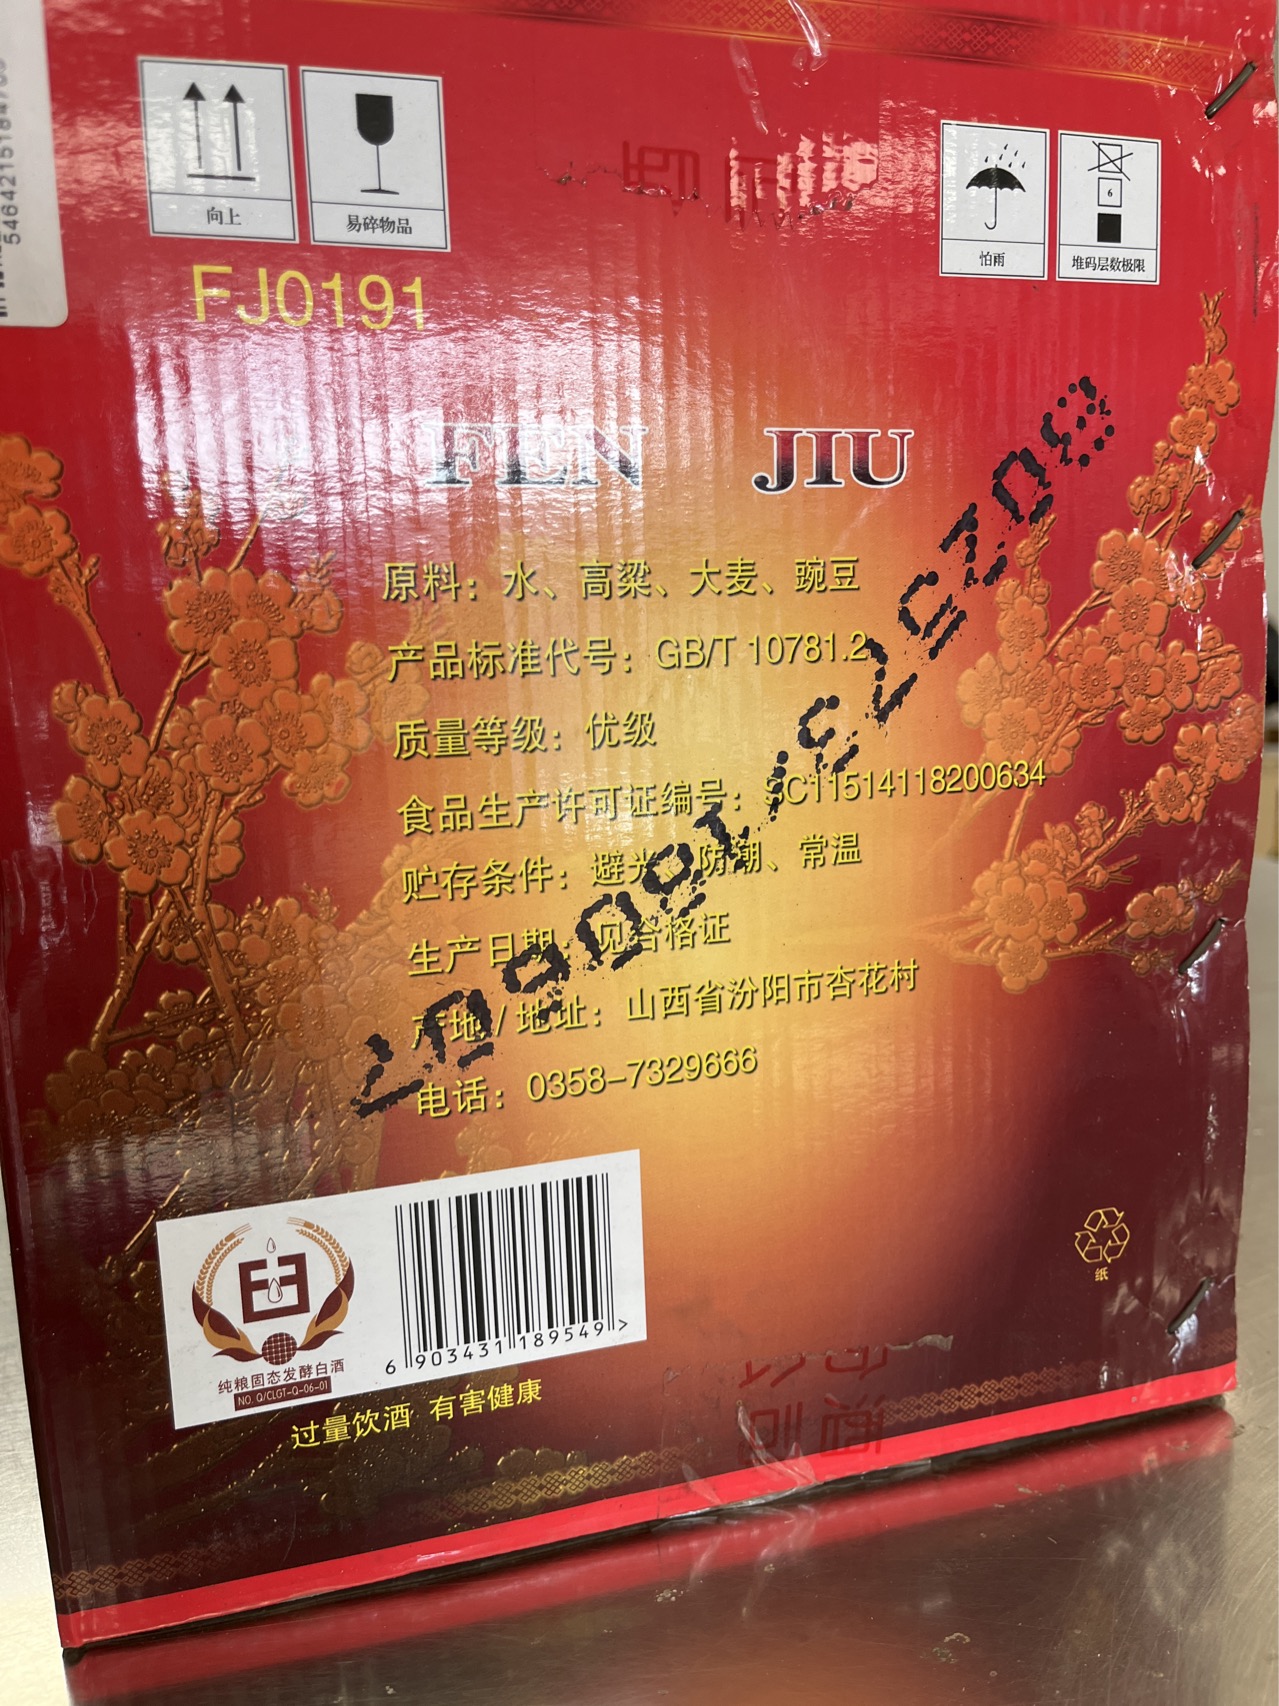 向上
易碎物品
怕雨
6
堆码层数极限
FJ0191
FEN JIU
原料：水、高粱、大麦、豌豆
产品标准代号：GB/T 10781.2
质量等级：优级
食品生产许可证编号：SC11514118200634
贮存条件：避光、防潮、常温
生产日期：见合格证
产地/地址：山西省汾阳市杏花村
电话：0358-7329666
纯粮固态发酵白酒
NO. Q/CLGT-Q-06-01
6 903431 189549 >
过量饮酒 有害健康
纸